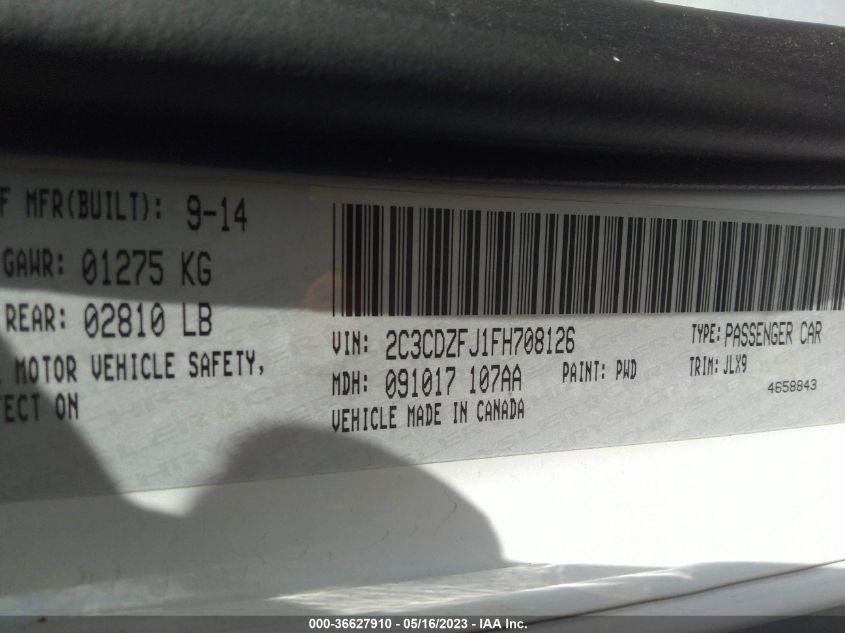 F MFR(BUILT): 9-14
GAWR: 01275 KG
REAR: 02810 LB
MOTOR VEHICLE SAFETY,
FECT ON
VIN: 2C3CDZFJ1FH708126
TYPE: PASSENGER CAR
MDH: 091017 107AA
PAINT: PWD
TRIM: JLX9
VEHICLE MADE IN CANADA
4658843
000-36627910 - 05/16/2023 - IAA Inc.